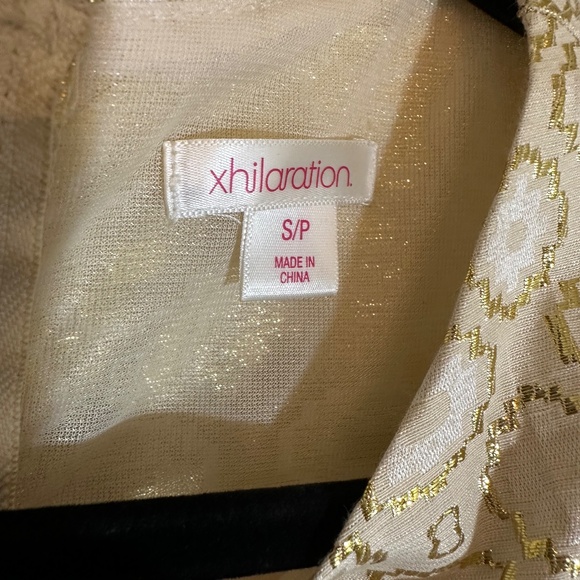 xhilaration.
S/P
MADE IN
CHINA